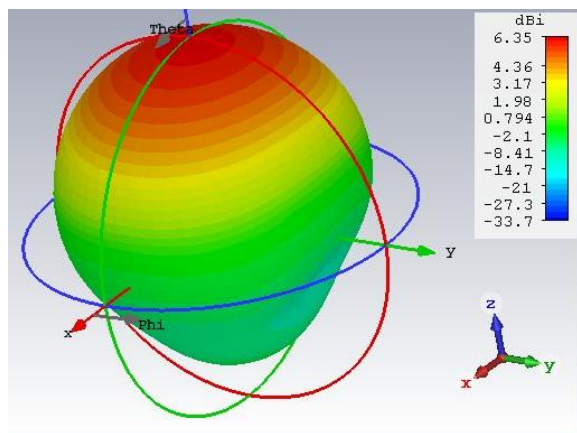 Theta
dBi
6.35
4.36
3.17
1.98
0.794
-2.1
-8.41
-14.7
-21
-27.3
-33.7
y
x
Phi
z
x
y